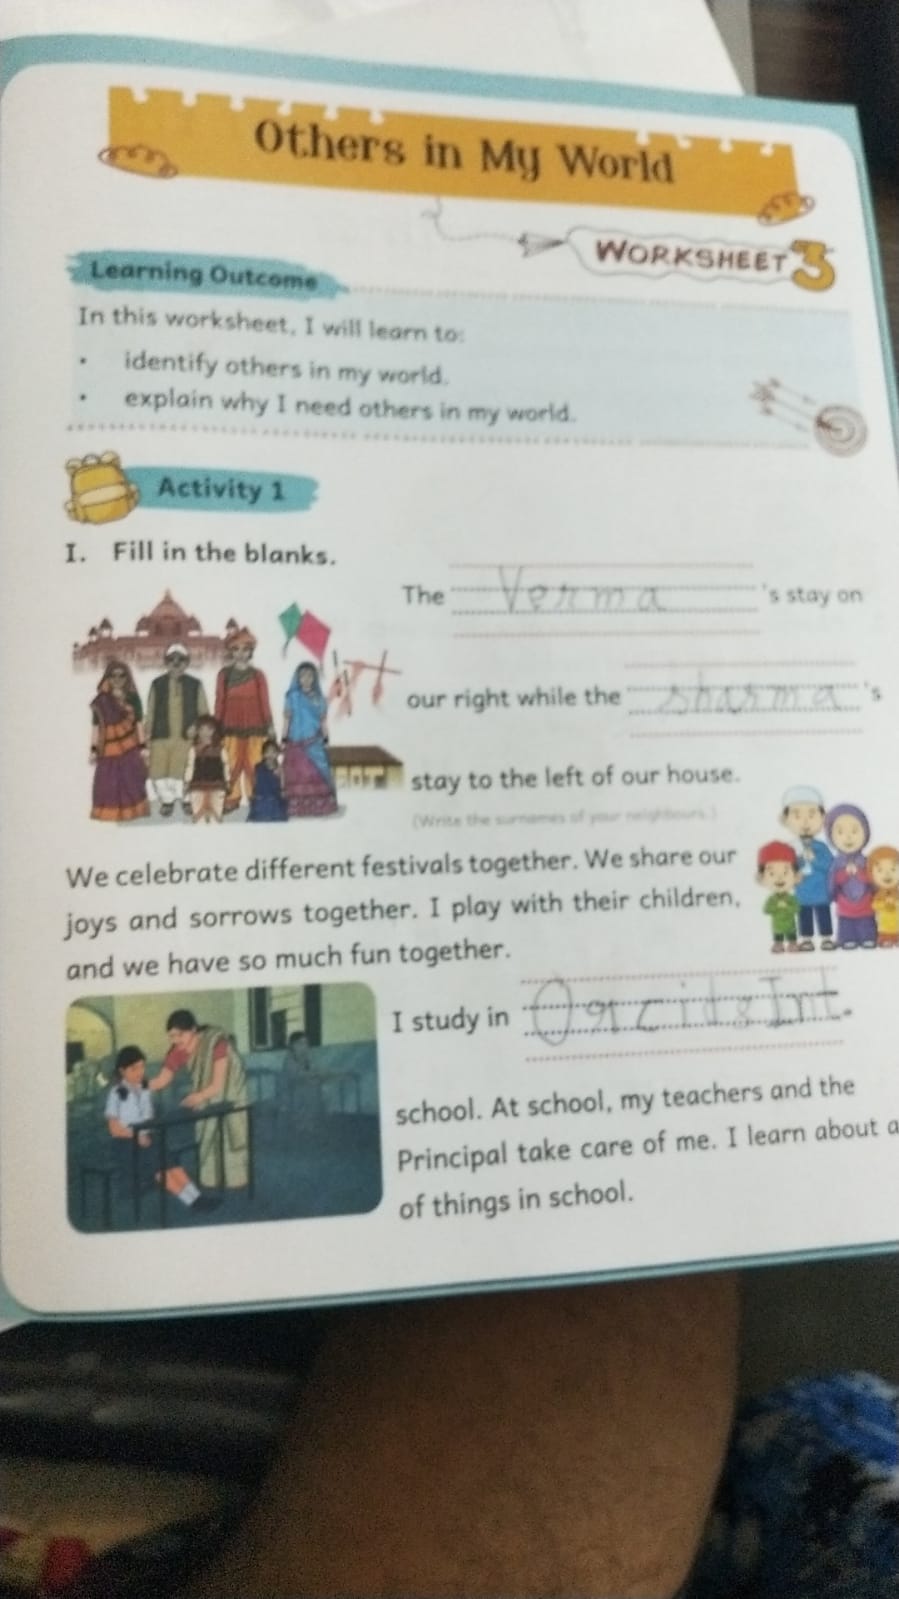 Others in My World
WORKSHEET 3
Learning Outcome
In this worksheet, I will learn to:
• identify others in my world.
• explain why I need others in my world.
Activity 1
I. Fill in the blanks.
The Verma 's stay on
our right while the sharma 's
stay to the left of our house.
(Write the surnames of your neighbours.)
We celebrate different festivals together. We share our
joys and sorrows together. I play with their children,
and we have so much fun together.
I study in Int.
school. At school, my teachers and the
Principal take care of me. I learn about a
of things in school.